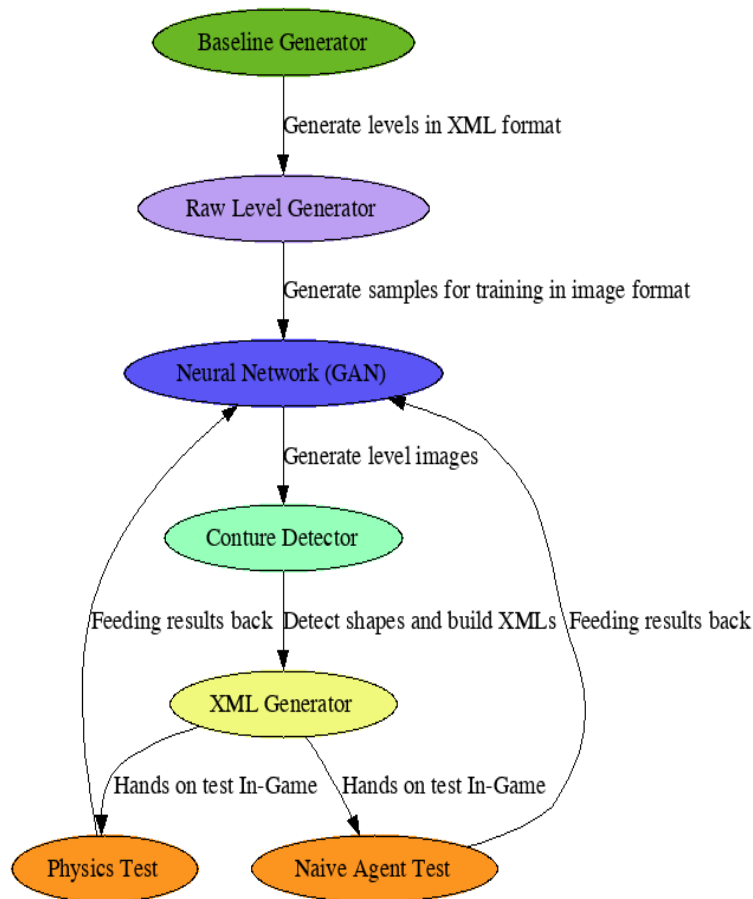 Baseline Generator
Generate levels in XML format
Raw Level Generator
Generate samples for training in image format
Neural Network (GAN)
Generate level images
Conture Detector
Feeding results back
Detect shapes and build XMLs
Feeding results back
XML Generator
Hands on test In-Game
Hands on test In-Game
Physics Test
Naive Agent Test